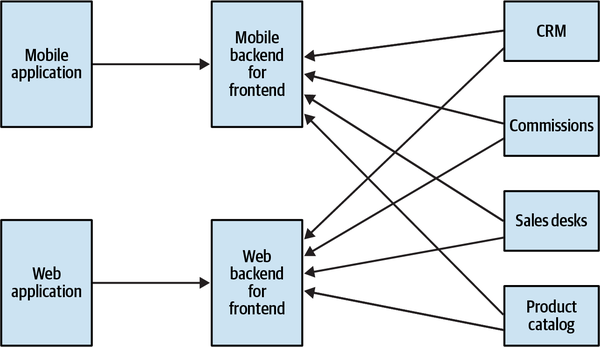 Mobile
application
Mobile
backend
for
frontend
CRM
Commissions
Sales desks
Product
catalog
Web
application
Web
backend
for
frontend